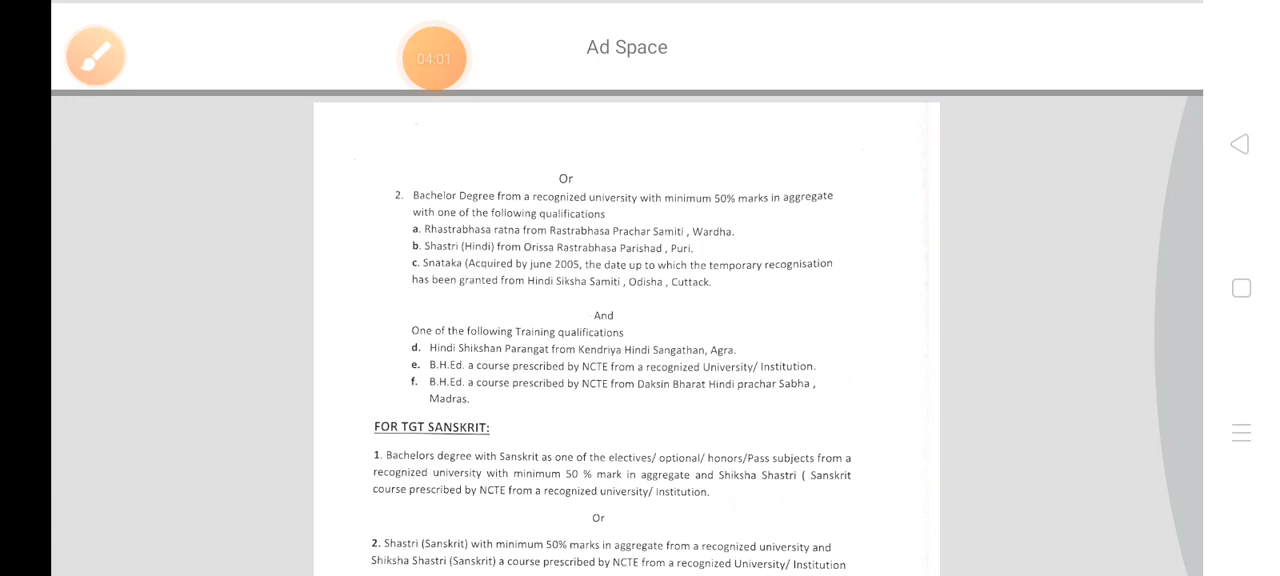 Ad Space
04:01
Or
2. Bachelor Degree from a recognized university with minimum 50% marks in aggregate
with one of the following qualifications
a. Rhastrabhasa ratna from Rastrabhasa Prachar Samiti , Wardha.
b. Shastri (Hindi) from Orissa Rastrabhasa Parishad , Puri.
c. Snataka (Acquired by june 2005, the date up to which the temporary recognisation
has been granted from Hindi Siksha Samiti , Odisha , Cuttack.
And
One of the following Training qualifications
d. Hindi Shikshan Parangat from Kendriya Hindi Sangathan, Agra.
e. B.H.Ed. a course prescribed by NCTE from a recognized University/ Institution.
f. B.H.Ed. a course prescribed by NCTE from Daksin Bharat Hindi prachar Sabha ,
Madras.
FOR TGT SANSKRIT:
1. Bachelors degree with Sanskrit as one of the electives/ optional/ honors/Pass subjects from a
recognized university with minimum 50 % mark in aggregate and Shiksha Shastri ( Sanskrit
course prescribed by NCTE from a recognized university/ Institution.
Or
2. Shastri (Sanskrit) with minimum 50% marks in aggregate from a recognized university and
Shiksha Shastri (Sanskrit) a course prescribed by NCTE from a recognized University/ Institution